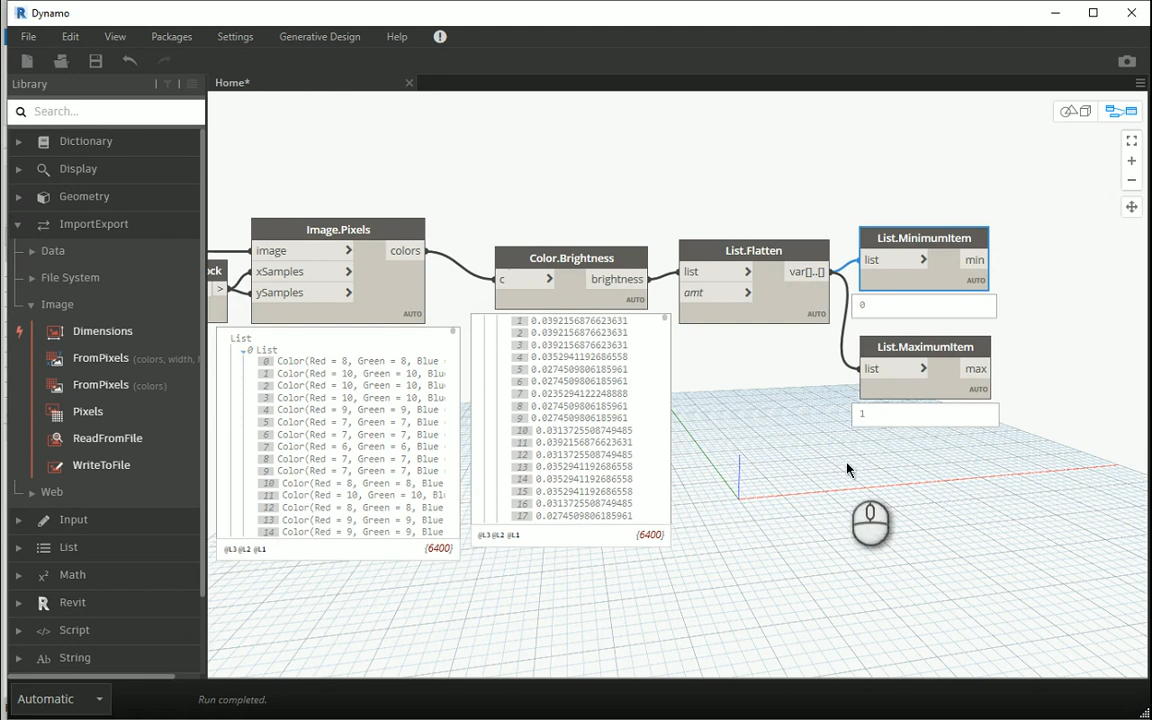 Dynamo
File Edit View Packages Settings Generative Design Help
Library
Home*
Search...
Dictionary
Display
Geometry
ImportExport
Data
File System
Image
Dimensions
FromPixels (colors, width,
FromPixels (colors)
Pixels
ReadFromFile
WriteToFile
Web
Input
List
Math
Revit
Script
String
Automatic
Run completed.
ock
>
Image.Pixels
image > colors
xSamples >
ySamples >
AUTO
List
0 List
0 Color(Red = 8, Green = 8, Blue
1 Color(Red = 10, Green = 10, Blu
2 Color(Red = 10, Green = 10, Blu
3 Color(Red = 10, Green = 10, Blu
4 Color(Red = 9, Green = 9, Blue
5 Color(Red = 7, Green = 7, Blue
6 Color(Red = 7, Green = 7, Blue
7 Color(Red = 6, Green = 6, Blue
8 Color(Red = 7, Green = 7, Blue
9 Color(Red = 7, Green = 7, Blue
10 Color(Red = 8, Green = 8, Blue
11 Color(Red = 10, Green = 10, Blu
12 Color(Red = 8, Green = 8, Blue
13 Color(Red = 9, Green = 9, Blue
14 Color(Red = 9, Green = 9, Blue
@L3 @L2 @L1 {6400}
Color.Brightness
c > brightness
AUTO
1 0.0392156876623631
2 0.0392156876623631
3 0.0392156876623631
4 0.0352941192686558
5 0.0274509806185961
6 0.0274509806185961
7 0.0235294122248888
8 0.0274509806185961
9 0.0274509806185961
10 0.0313725508749485
11 0.0392156876623631
12 0.0313725508749485
13 0.0352941192686558
14 0.0352941192686558
15 0.0352941192686558
16 0.0313725508749485
17 0.0274509806185961
@L3 @L2 @L1 {6400}
List.Flatten
list > var[]..[]
amt >
AUTO
List.MinimumItem
list > min
AUTO
0
List.MaximumItem
list > max
AUTO
1